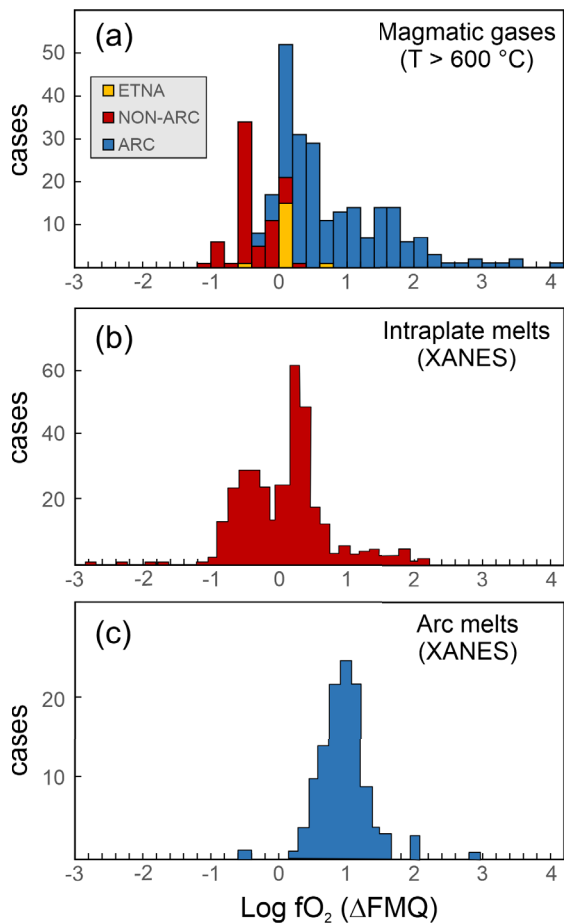 (a)
Magmatic gases
(T > 600 °C)
ETNA
NON-ARC
ARC
cases
50
40
30
20
10
-3 -2 -1 0 1 2 3 4
(b)
Intraplate melts
(XANES)
cases
60
40
20
-3 -2 -1 0 1 2 3 4
(c)
Arc melts
(XANES)
cases
20
10
-3 -2 -1 0 1 2 3 4
Log fO₂ (ΔFMQ)